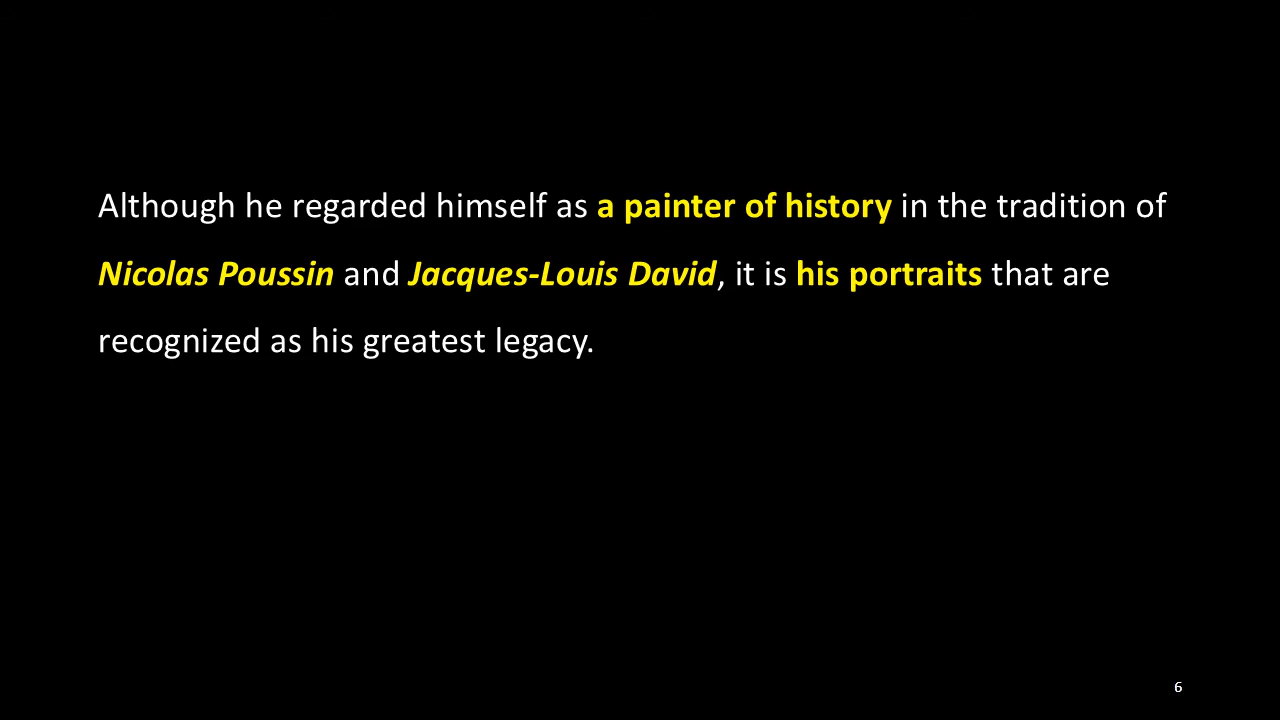 Although he regarded himself as a painter of history in the tradition of
Nicolas Poussin and Jacques-Louis David, it is his portraits that are
recognized as his greatest legacy.
6